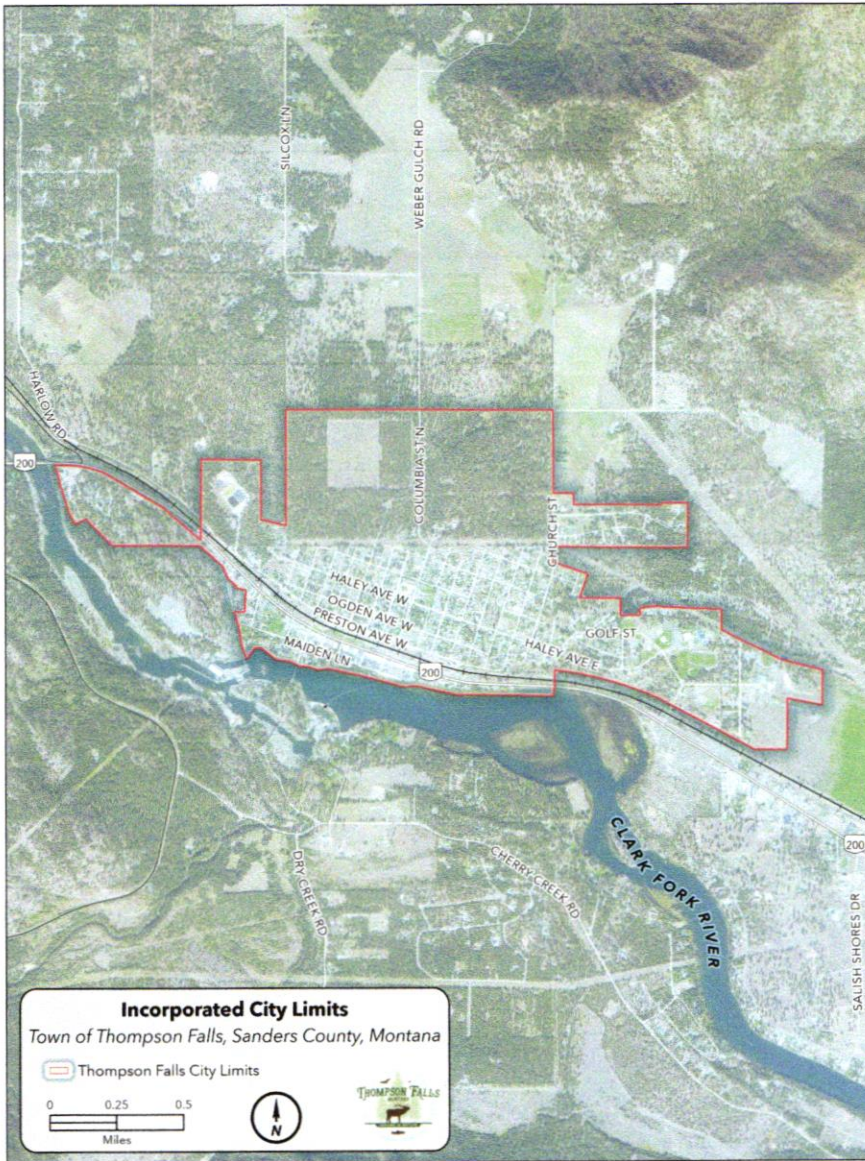 SILCOX LN
WEBER GULCH RD
HARLOW RD
200
COLUMBIA ST N
CHURCH ST
HALEY AVE W
OGDEN AVE W
PRESTON AVE W
GOLF ST
HALEY AVE E
MAIDEN LN
200
CLARK FORK RIVER
200
CHERRY CREEK RD
DRY CREEK RD
SALISH SHORES DR
Incorporated City Limits
Town of Thompson Falls, Sanders County, Montana
Thompson Falls City Limits
0 0.25 0.5
Miles
N
THOMPSON FALLS